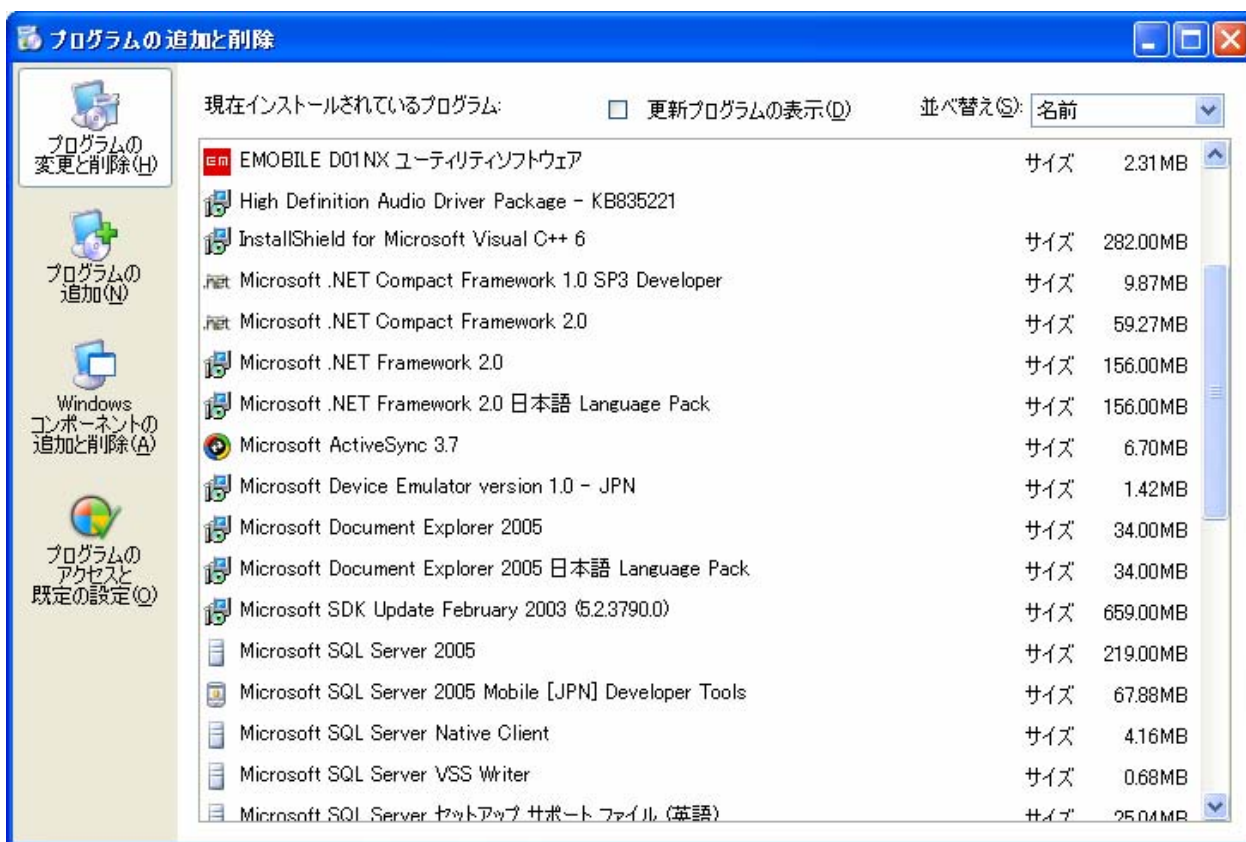 プログラムの追加と削除
プログラムの
変更と削除(H)
プログラムの
追加(N)
Windows
コンポーネントの
追加と削除(A)
プログラムの
アクセスと
既定の設定(O)
現在インストールされているプログラム: 更新プログラムの表示(D) 並べ替え(S): 名前
EM EMOBILE D01NX ユーティリティソフトウェア サイズ 2.31MB
High Definition Audio Driver Package - KB835221
InstallShield for Microsoft Visual C++ 6 サイズ 282.00MB
.net Microsoft .NET Compact Framework 1.0 SP3 Developer サイズ 9.87MB
.net Microsoft .NET Compact Framework 2.0 サイズ 59.27MB
Microsoft .NET Framework 2.0 サイズ 156.00MB
Microsoft .NET Framework 2.0 日本語 Language Pack サイズ 156.00MB
Microsoft ActiveSync 3.7 サイズ 6.70MB
Microsoft Device Emulator version 1.0 - JPN サイズ 1.42MB
Microsoft Document Explorer 2005 サイズ 34.00MB
Microsoft Document Explorer 2005 日本語 Language Pack サイズ 34.00MB
Microsoft SDK Update February 2003 (5.2.3790.0) サイズ 659.00MB
Microsoft SQL Server 2005 サイズ 219.00MB
Microsoft SQL Server 2005 Mobile [JPN] Developer Tools サイズ 67.88MB
Microsoft SQL Server Native Client サイズ 4.16MB
Microsoft SQL Server VSS Writer サイズ 0.68MB
Microsoft SQL Server セットアップ サポート ファイル (英語) サイズ 25.04MB